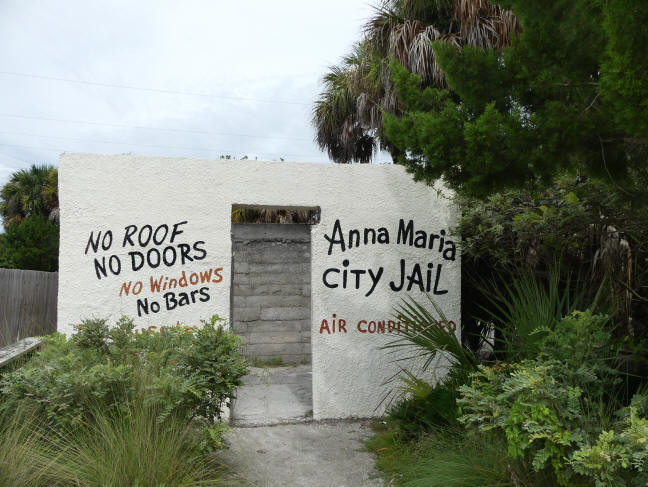 NO ROOF
NO DOORS
NO WINDOWS
NO BARS
Anna Maria
CITY JAIL
AIR CONDITIONED